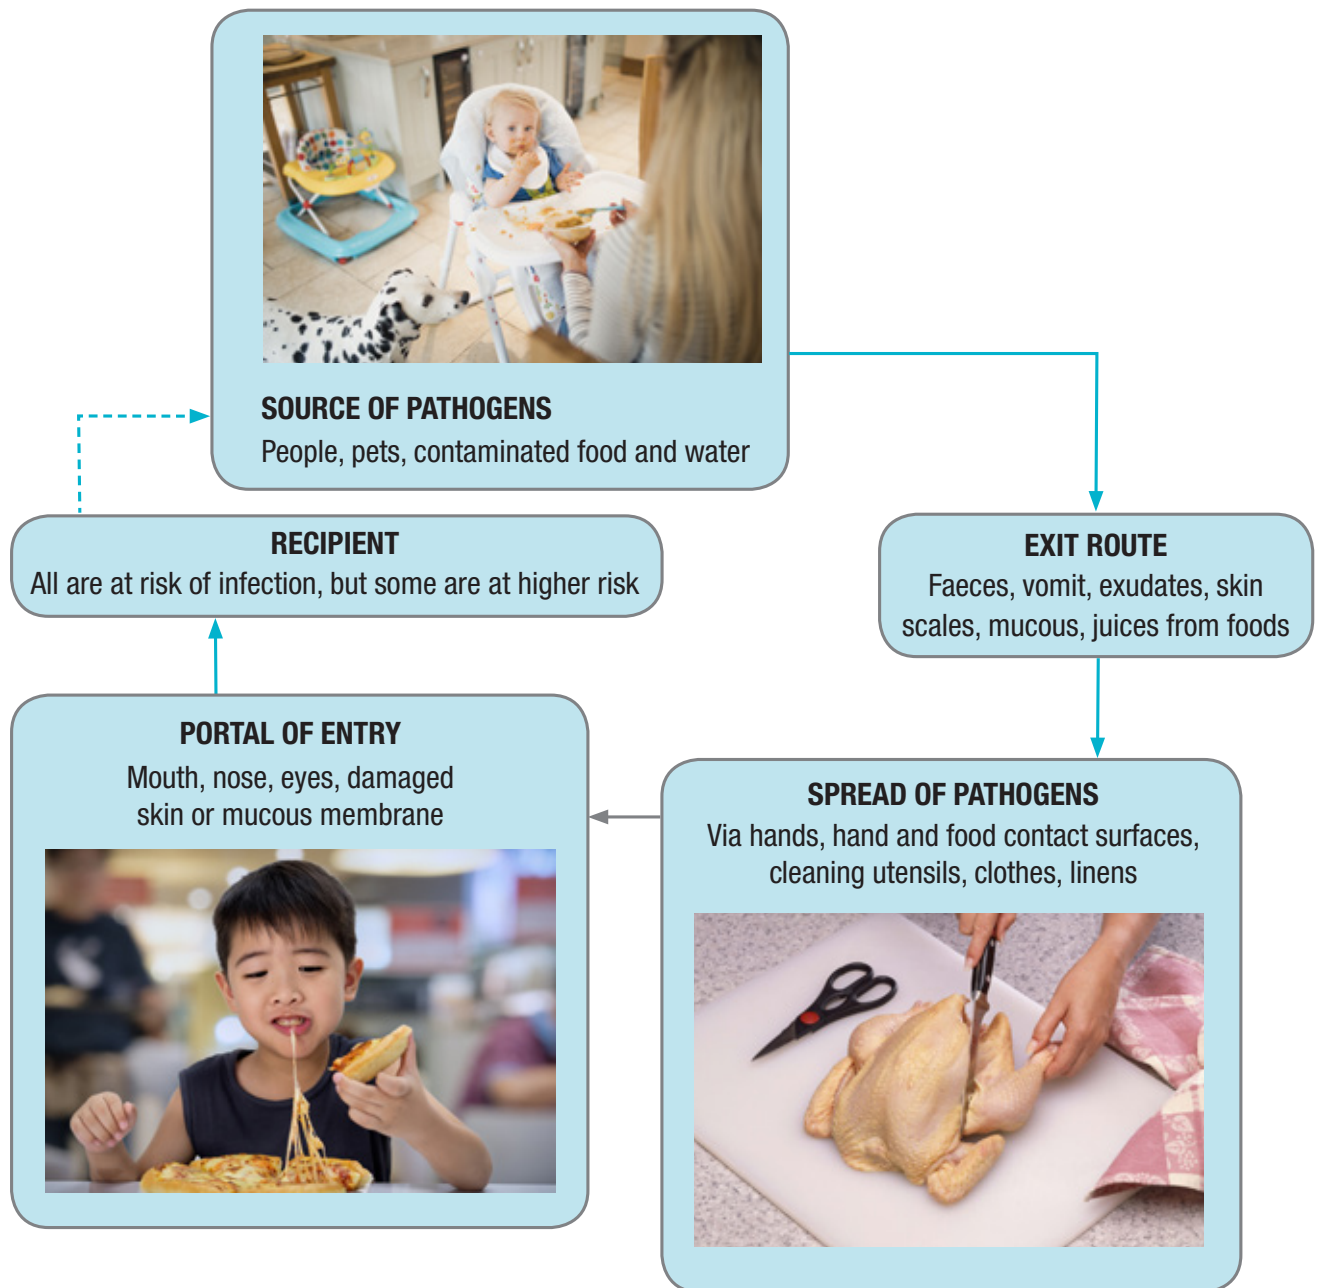 SOURCE OF PATHOGENS
People, pets, contaminated food and water
RECIPIENT
All are at risk of infection, but some are at higher risk
EXIT ROUTE
Faeces, vomit, exudates, skin
scales, mucous, juices from foods
PORTAL OF ENTRY
Mouth, nose, eyes, damaged
skin or mucous membrane
SPREAD OF PATHOGENS
Via hands, hand and food contact surfaces,
cleaning utensils, clothes, linens